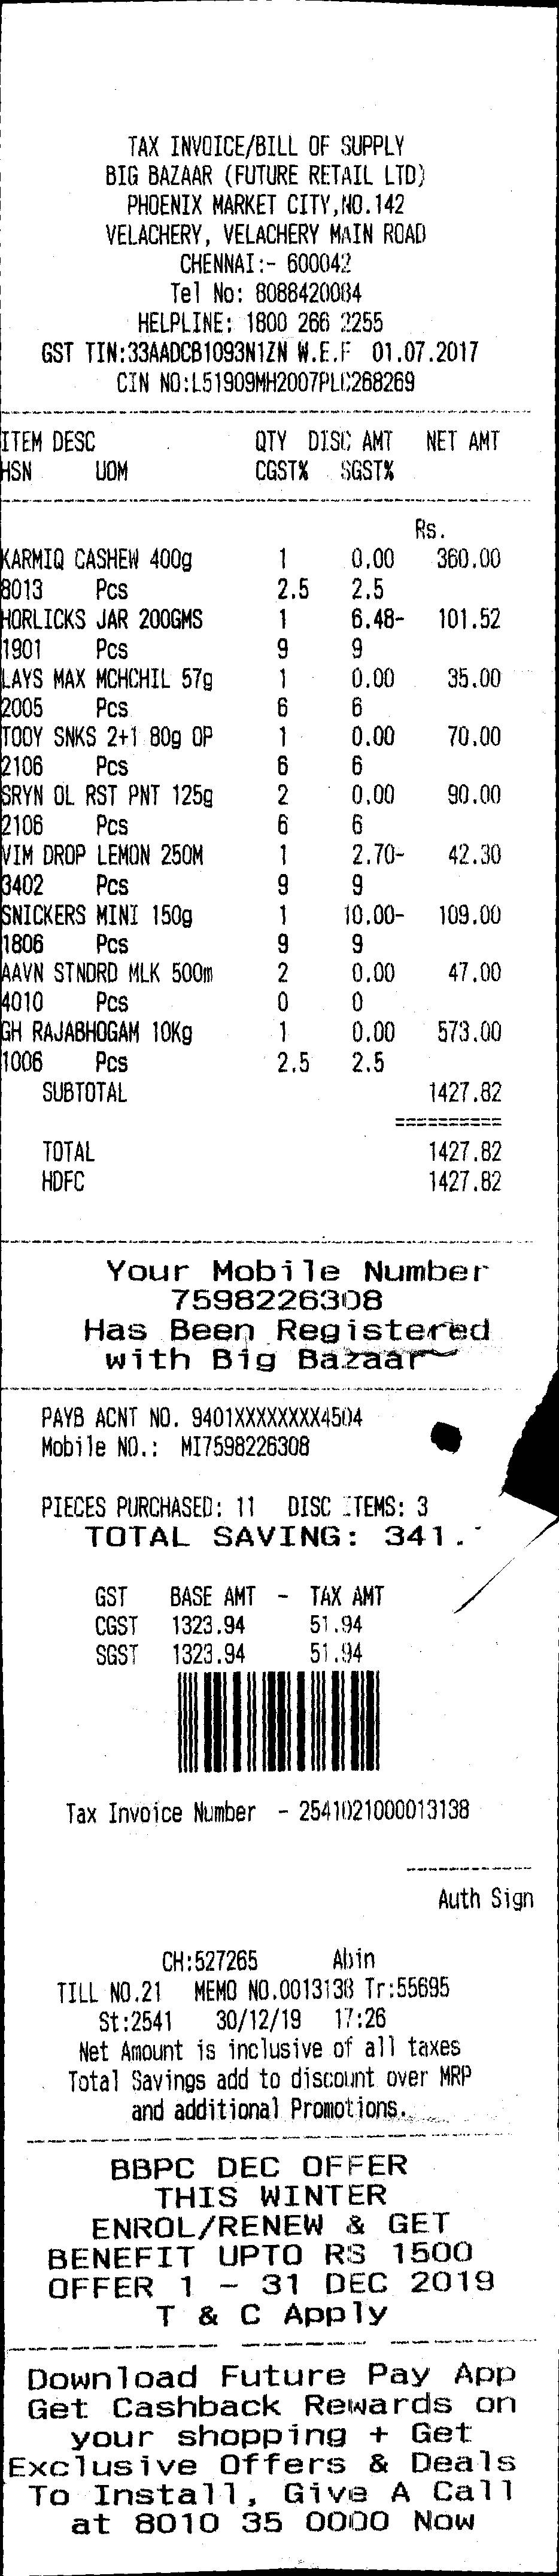 TAX INVOICE/BILL OF SUPPLY
BIG BAZAAR (FUTURE RETAIL LTD)
PHOENIX MARKET CITY,NO.142
VELACHERY, VELACHERY MAIN ROAD
CHENNAI:- 600042
Tel No: 8088420084
HELPLINE: 1800 266 2255
GST TIN:33AADCB1093N1ZN W.E.F 01.07.2017
CIN NO:L51909MH2007PLC268269
ITEM DESC QTY DISC AMT NET AMT
HSN UOM CGST% SGST%
Rs.
KARMIQ CASHEW 400g 1 0.00 360.00
8013 Pcs 2.5 2.5
HORLICKS JAR 200GMS 1 6.48- 101.52
1901 Pcs 9 9
LAYS MAX MCHCHIL 57g 1 0.00 35.00
2005 Pcs 6 6
TOOY SNKS 2+1 80g OP 1 0.00 70.00
2106 Pcs 6 6
SRYN OL RST PNT 125g 2 0.00 90.00
2106 Pcs 6 6
VIM DROP LEMON 250M 1 2.70- 42.30
3402 Pcs 9 9
SNICKERS MINI 150g 1 10.00- 109.00
1806 Pcs 9 9
AAVN STNDRD MLK 500m 2 0.00 47.00
4010 Pcs 0 0
GH RAJABHOGAM 10Kg 1 0.00 573.00
1006 Pcs 2.5 2.5
SUBTOTAL 1427.82
==========
TOTAL 1427.82
HDFC 1427.82
Your Mobile Number
7598226308
Has Been Registered
with Big Bazaar
PAYB ACNT NO. 9401XXXXXXXX4504
Mobile NO.: MI7598226308
PIECES PURCHASED: 11 DISC ITEMS: 3
TOTAL SAVING: 341.
GST BASE AMT - TAX AMT
CGST 1323.94 51.94
SGST 1323.94 51.94
Tax Invoice Number - 2541021000013138
Auth Sign
CH:527265 Abin
TILL NO.21 MEMO NO.0013138 Tr:55695
St:2541 30/12/19 17:26
Net Amount is inclusive of all taxes
Total Savings add to discount over MRP
and additional Promotions.
BBPC DEC OFFER
THIS WINTER
ENROL/RENEW & GET
BENEFIT UPTO RS 1500
OFFER 1 - 31 DEC 2019
T & C Apply
Download Future Pay App
Get Cashback Rewards on
your shopping + Get
Exclusive Offers & Deals
To Install, Give A Call
at 8010 35 0000 Now